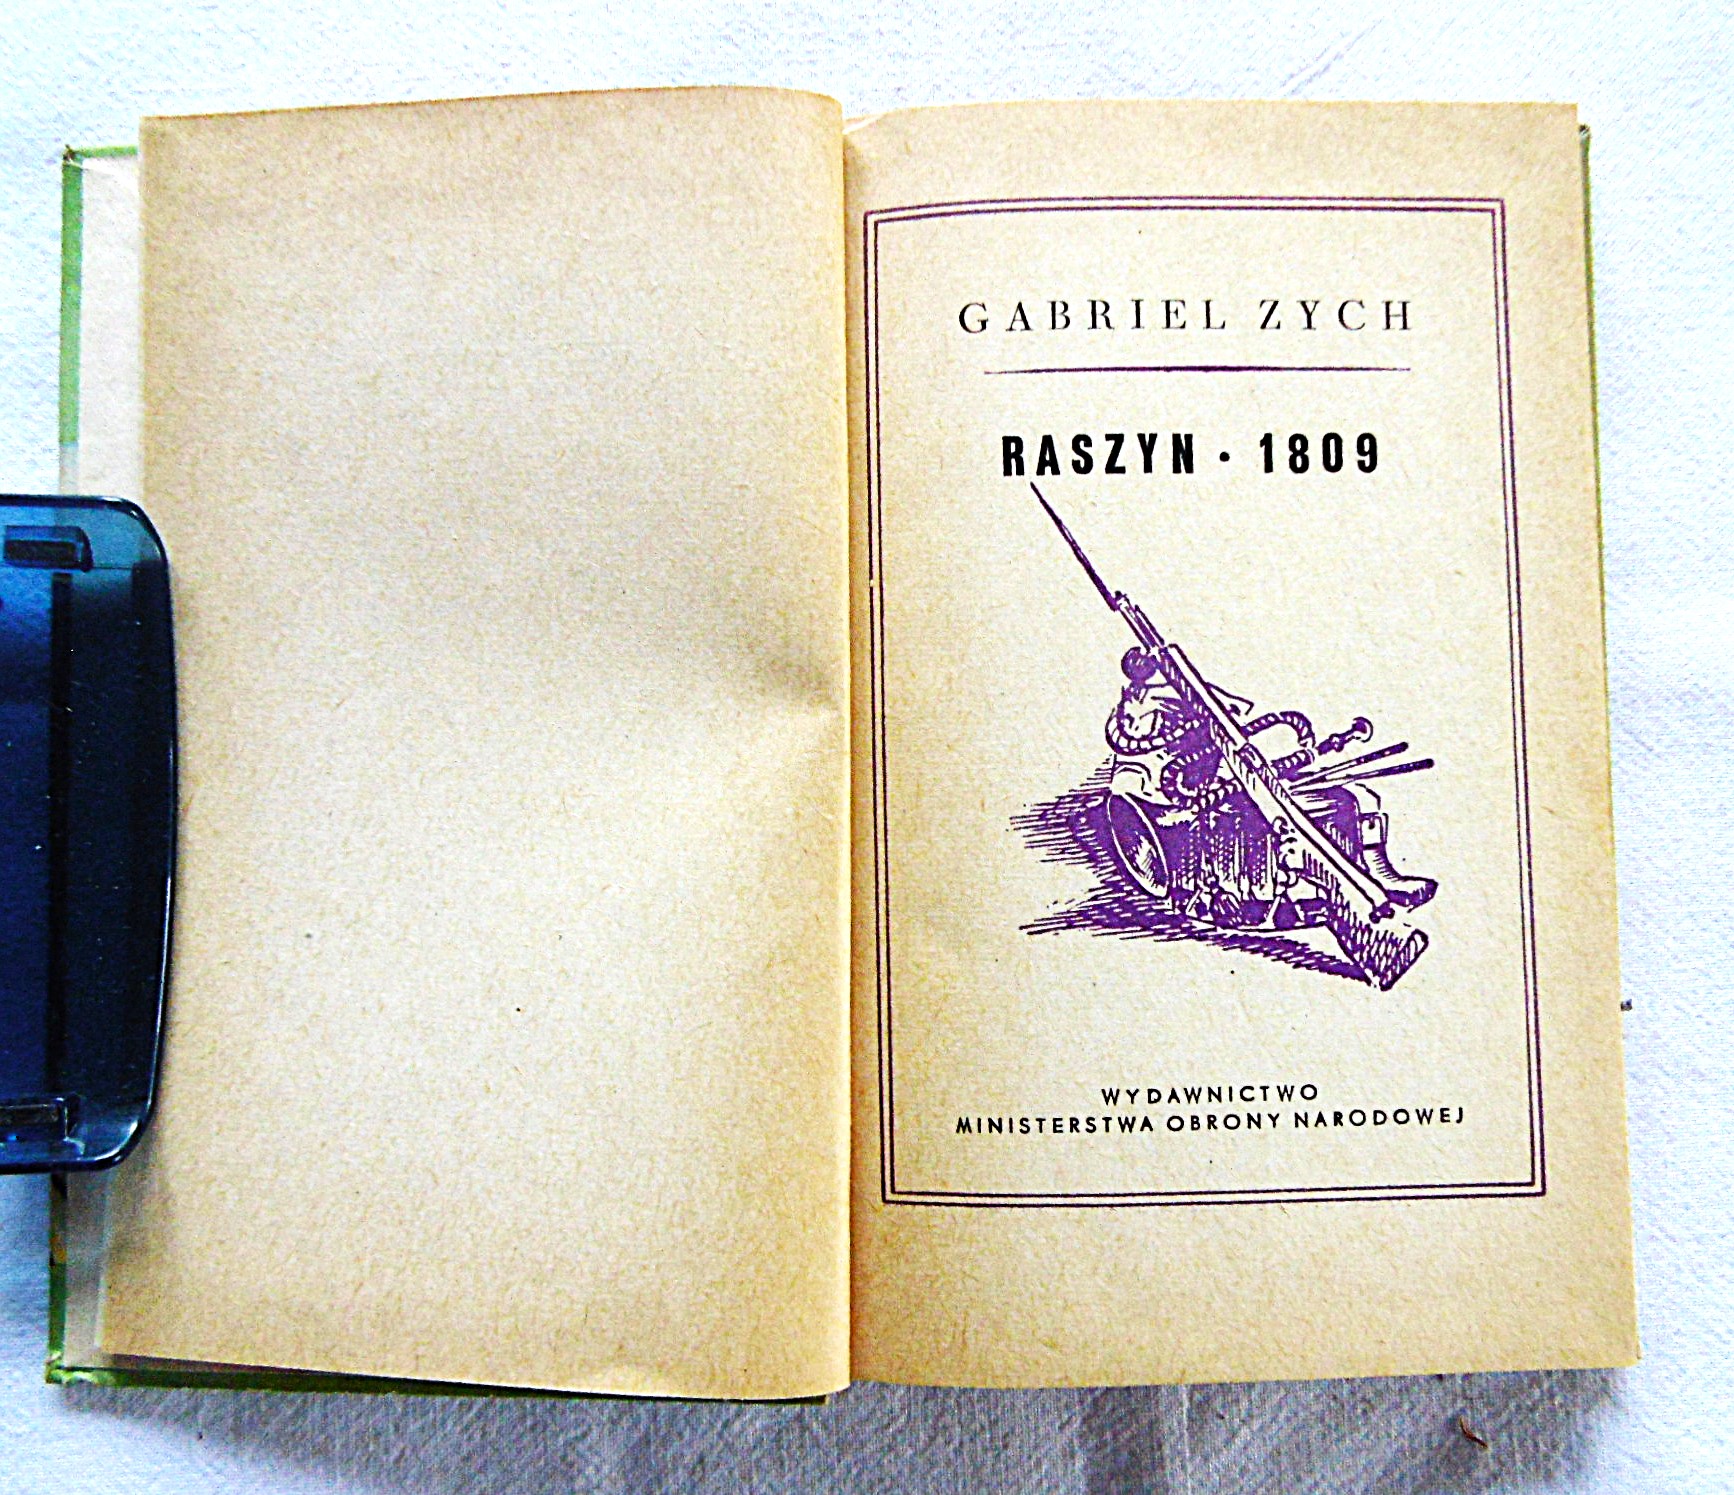 GABRIEL ZYCH
RASZYN • 1809
WYDAWNICTWO
MINISTERSTWA OBRONY NARODOWEJ